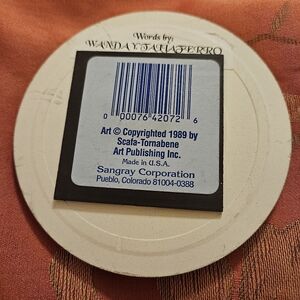 Words by:
WANDA Y. TALIAFERRO
0 00076 42072 6
Art © Copyrighted 1989 by
Scafa-Tornabene
Art Publishing Inc.
Made in U.S.A.
Sangray Corporation
Pueblo, Colorado 81004-0388